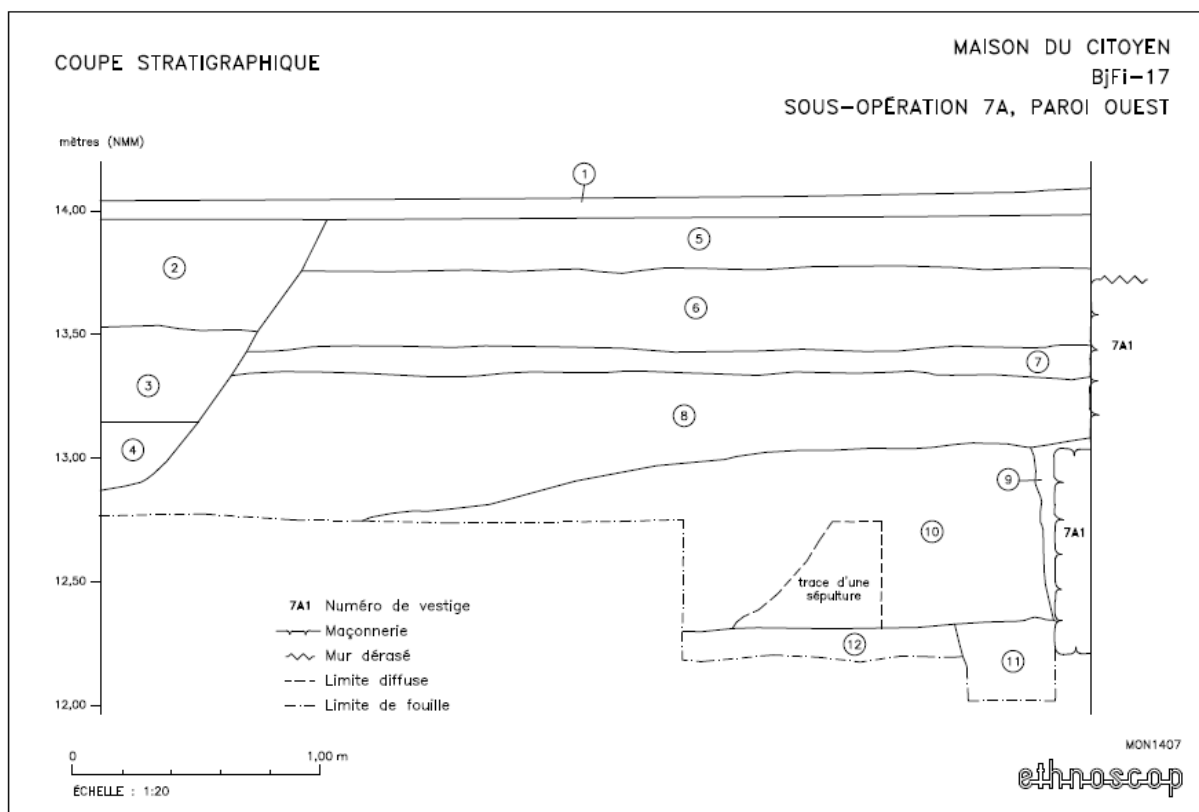 COUPE STRATIGRAPHIQUE
MAISON DU CITOYEN
BjFi-17
SOUS-OPÉRATION 7A, PAROI OUEST
mètres (NMM)
1
14,00
5
2
6
13,50
7A1
7
3
8
4
13,00
9
10
7A1
12,50
trace d'une
sépulture
7A1 Numéro de vestige
Maçonnerie
12
Mur dérasé
11
Limite diffuse
Limite de fouille
12,00
0 1,00 m
ÉCHELLE : 1:20
MON1407
ethnoscop